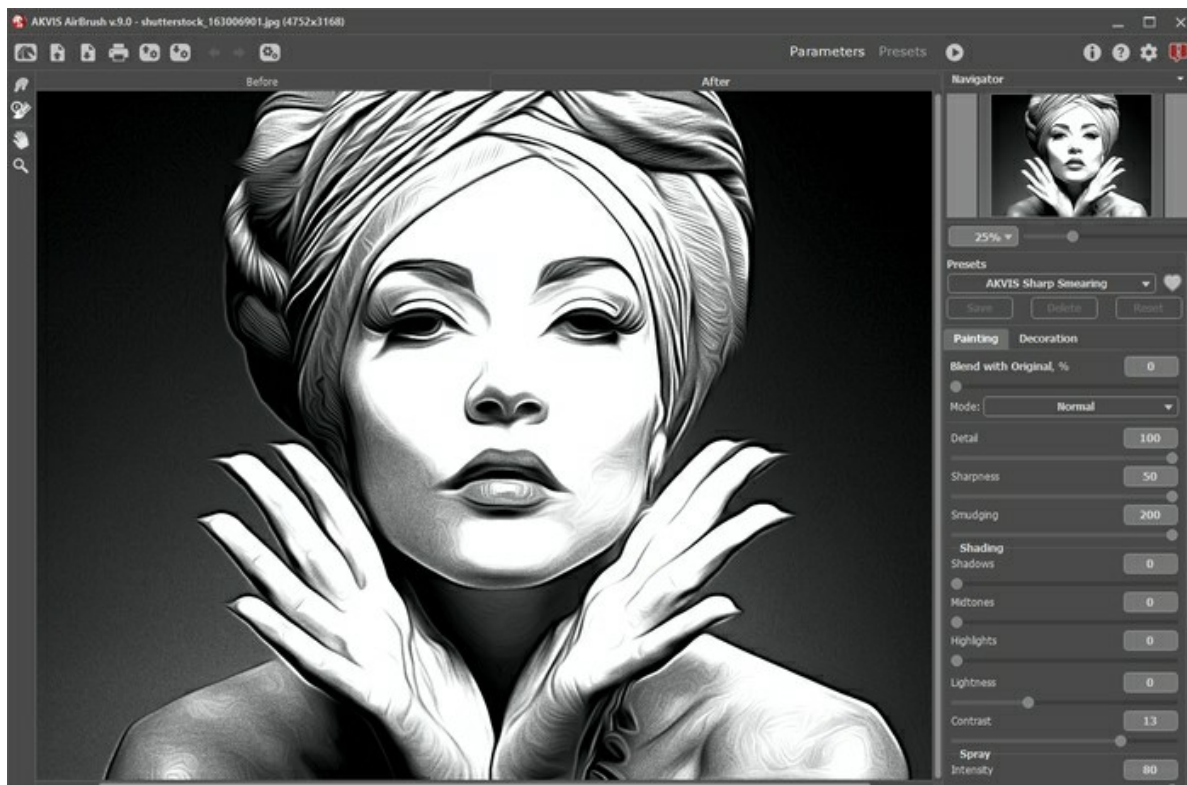 AKVIS AirBrush v.9.0 - shutterstock_163006901.jpg (4752x3168)
Parameters Presets
Before After
Navigator
25%
Presets
AKVIS Sharp Smearing
Save Delete Reset
Painting Decoration
Blend with Original, % 0
Mode: Normal
Detail 100
Sharpness 50
Smudging 200
Shading
Shadows 0
Midtones 0
Highlights 0
Lightness 0
Contrast 13
Spray
Intensity 80